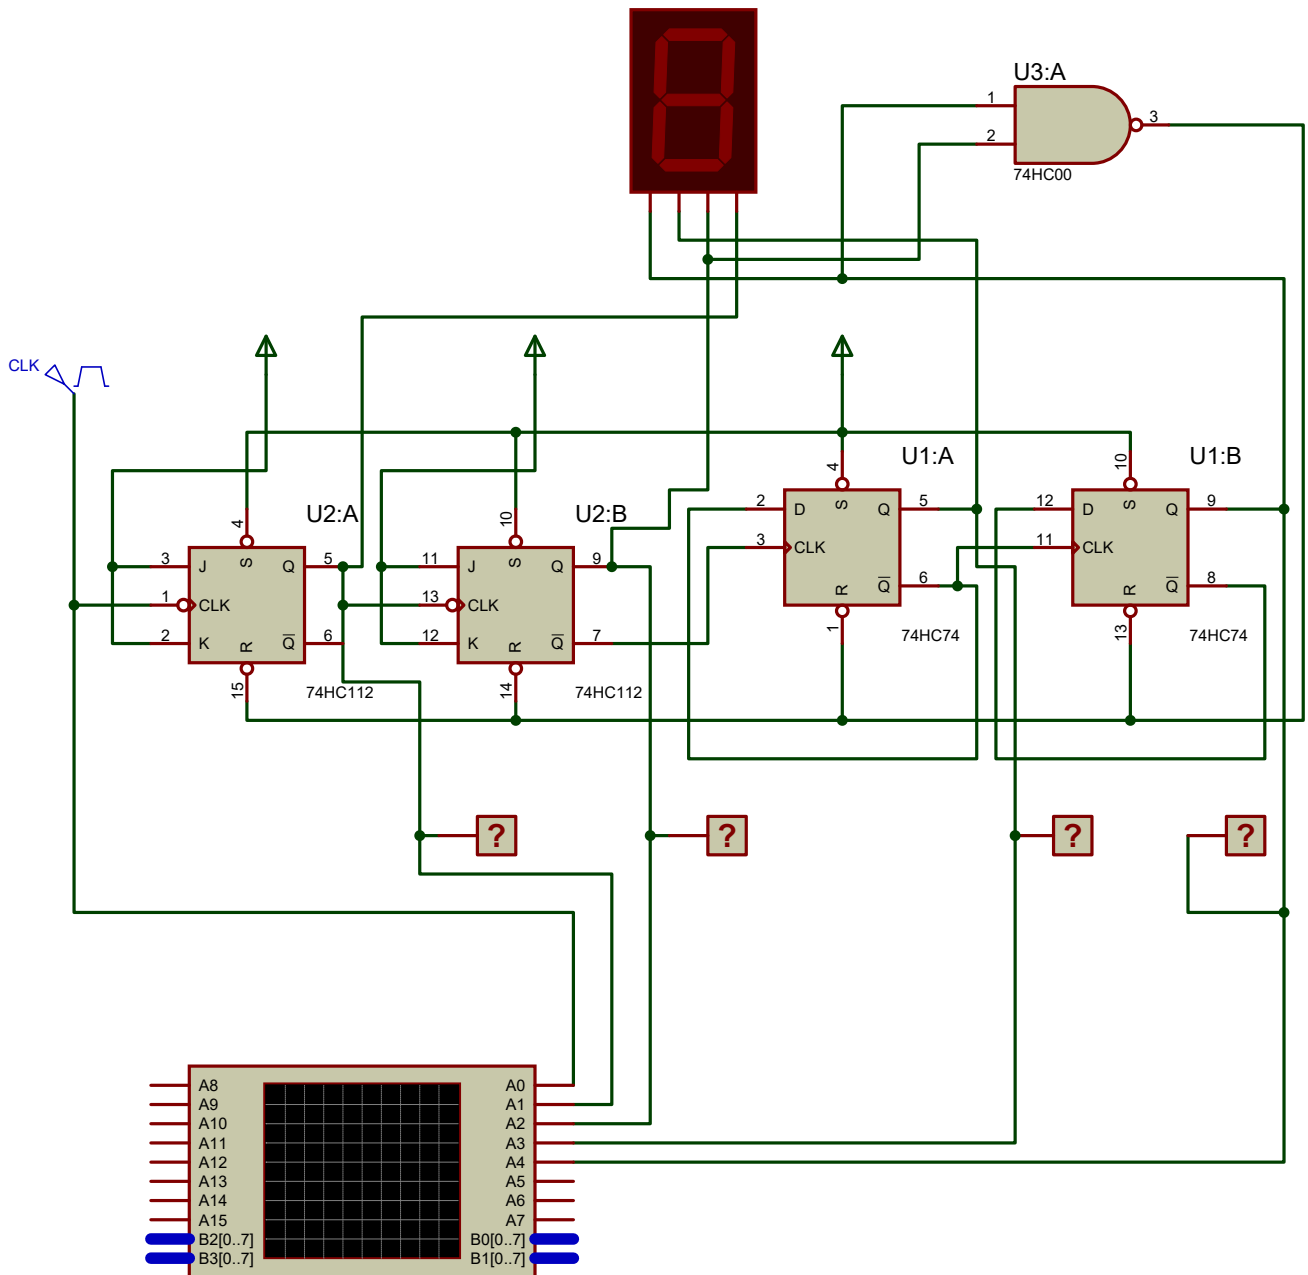 U3:A
1
3
2
74HC00
CLK
U1:A
U1:B
4
10
U2:A
U2:B
2 D S Q 5
12 D S Q 9
4
10
3 CLK
11 CLK
3 J S Q 5
11 J S Q 9
Q 6
Q 8
1 CLK
13 CLK
R
R
2 K R Q 6
12 K R Q 7
1
13
74HC74
74HC74
15
14
74HC112
74HC112
? ? ? ?
A8 A0
A9 A1
A10 A2
A11 A3
A12 A4
A13 A5
A14 A6
A15 A7
B2[0..7] B0[0..7]
B3[0..7] B1[0..7]